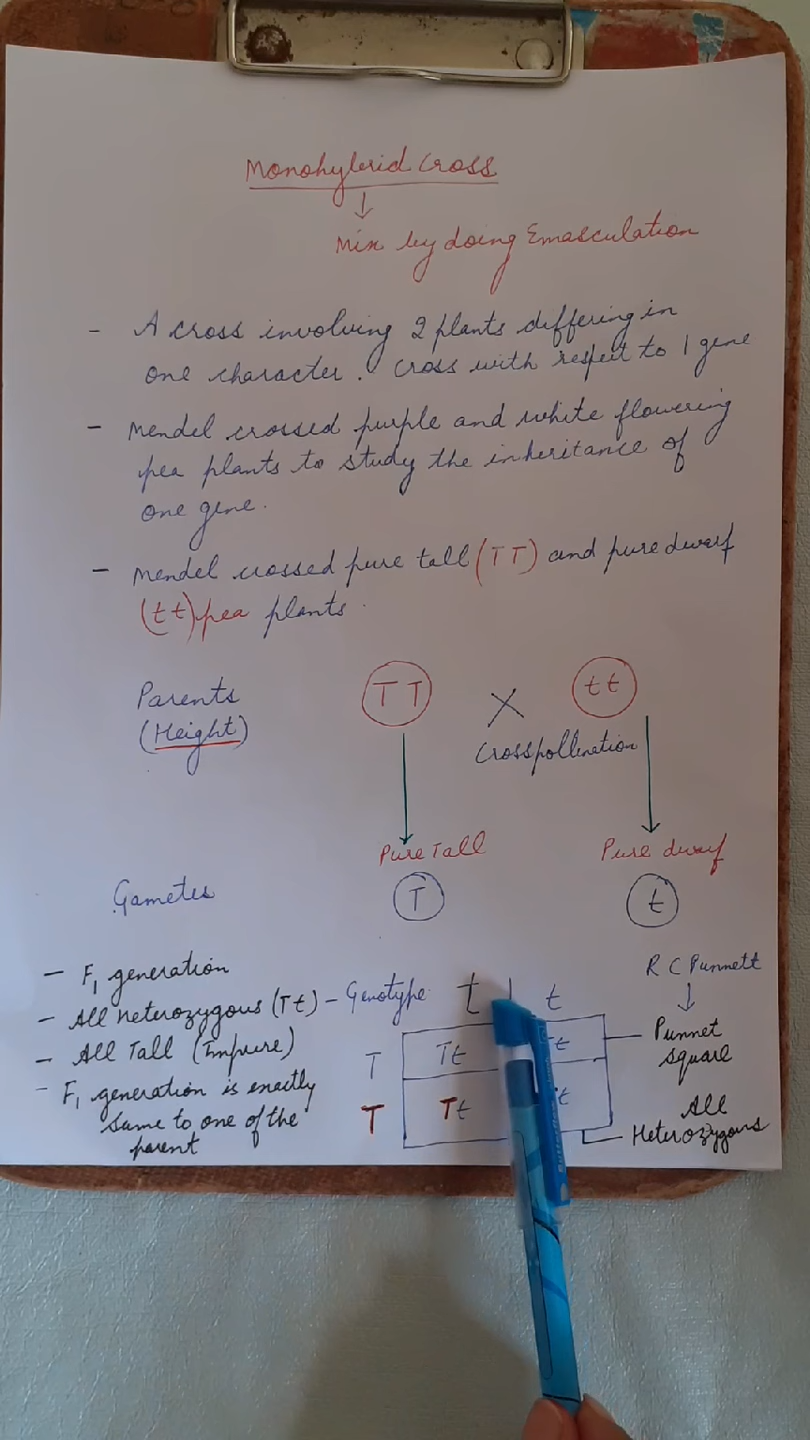 Monohybrid Cross
↓
Mix by doing Emasculation
- A cross involving 2 plants differing in
one character. Cross with respect to 1 gene
- Mendel crossed purple and white flowering
pea plants to study the inheritance of
one gene.
- Mendel crossed pure tall (TT) and pure dwarf
(tt) pea plants.
Parents
(Height)
TT × tt
Crosspollination
Pure Tall
Pure dwarf
Gametes
T
t
- F₁ generation
- All heterozygous (Tt) - Genotype
- All Tall (Impure)
- F₁ generation is exactly
same to one of the
parent
t t
T Tt t
T Tt t
R C Punnett
↓
Punnet
square
All
Heterozygous